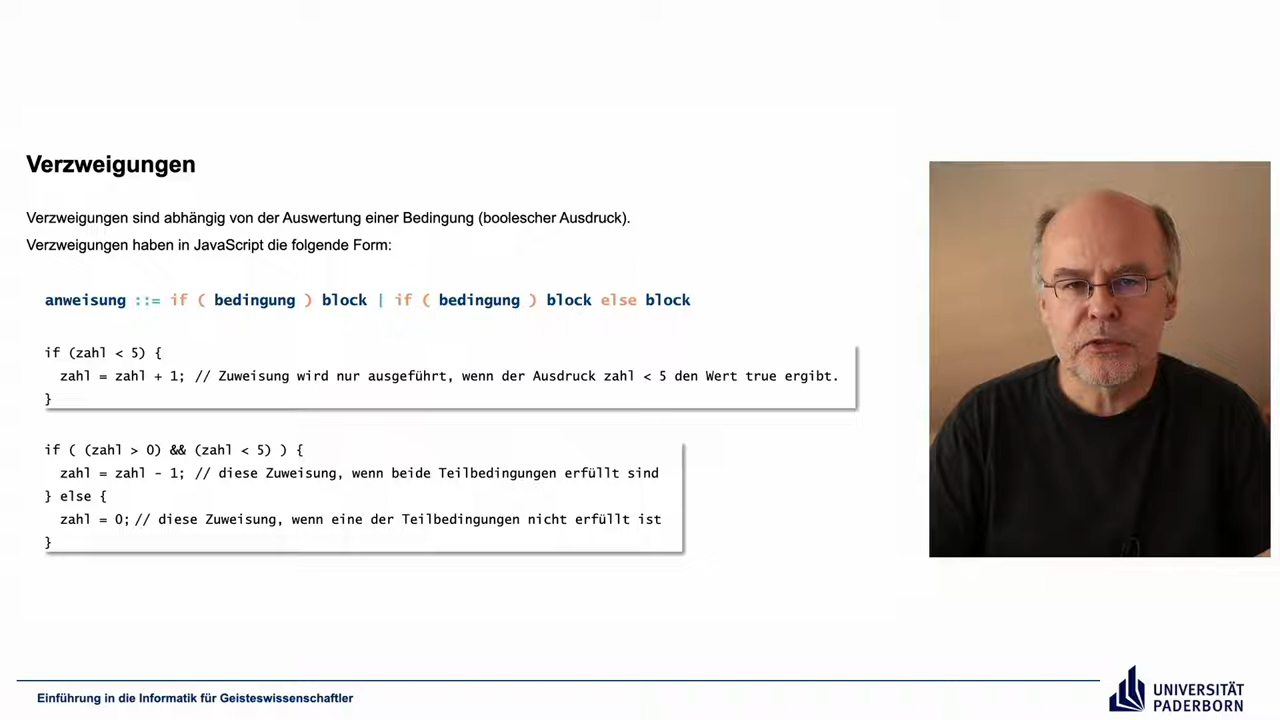 Verzweigungen
Verzweigungen sind abhängig von der Auswertung einer Bedingung (boolescher Ausdruck).
Verzweigungen haben in JavaScript die folgende Form:
anweisung ::= if ( bedingung ) block | if ( bedingung ) block else block
if (zahl < 5) {
zahl = zahl + 1; // Zuweisung wird nur ausgeführt, wenn der Ausdruck zahl < 5 den Wert true ergibt.
}
if ( (zahl > 0) && (zahl < 5) ) {
zahl = zahl - 1; // diese Zuweisung, wenn beide Teilbedingungen erfüllt sind
} else {
zahl = 0; // diese Zuweisung, wenn eine der Teilbedingungen nicht erfüllt ist
}
Einführung in die Informatik für Geisteswissenschaftler
UNIVERSITÄT
PADERBORN